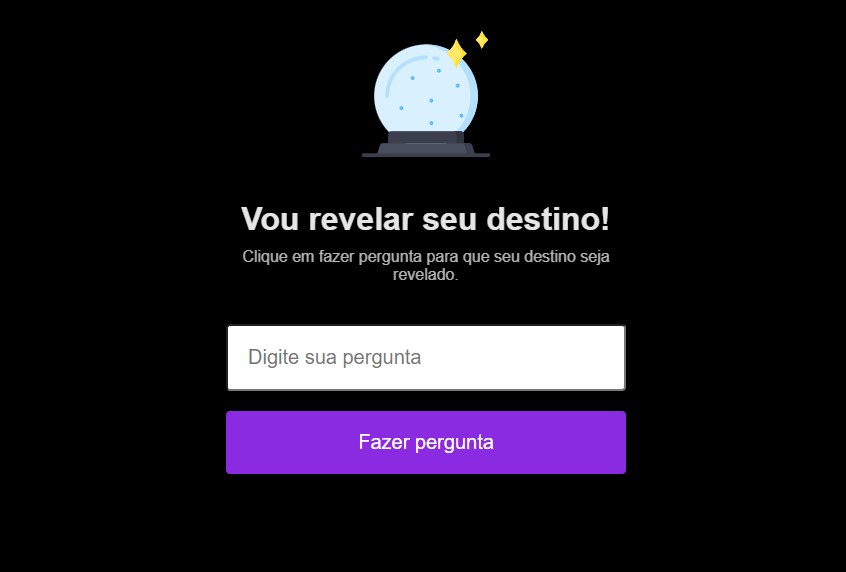 Vou revelar seu destino!
Clique em fazer pergunta para que seu destino seja
revelado.
Digite sua pergunta
Fazer pergunta